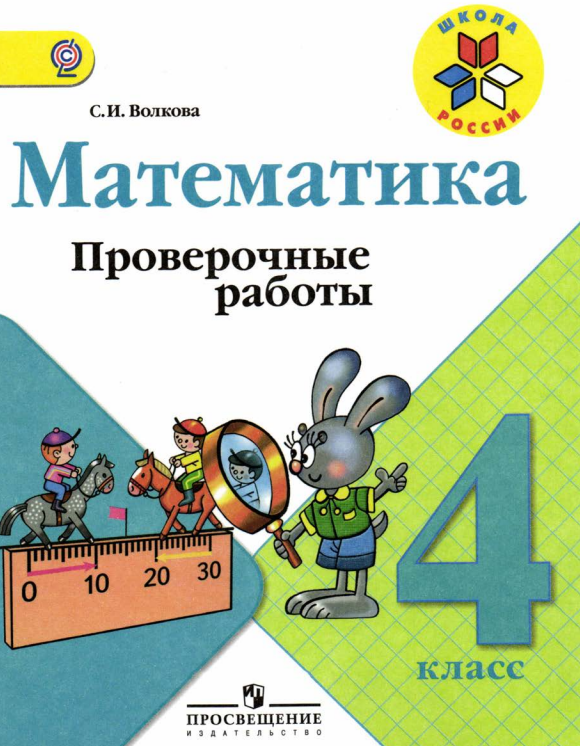 ШКОЛА
РОССИИ
С.И. Волкова
Математика
Проверочные
работы
0 10 20 30
4
класс
ПРОСВЕЩЕНИЕ
ИЗДАТЕЛЬСТВО